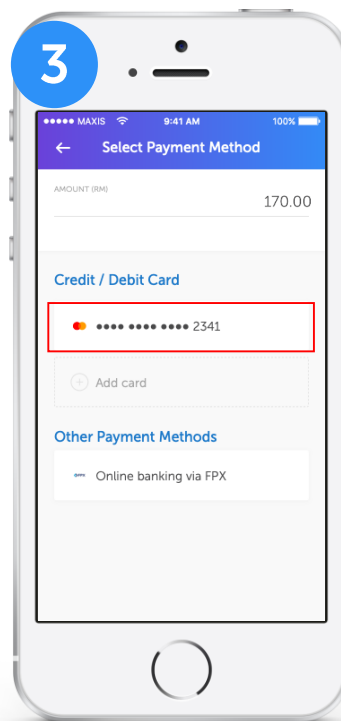 3
●●●●● MAXIS 9:41 AM 100%
← Select Payment Method
AMOUNT (RM)
170.00
Credit / Debit Card
•••• •••• •••• 2341
Add card
Other Payment Methods
Online banking via FPX